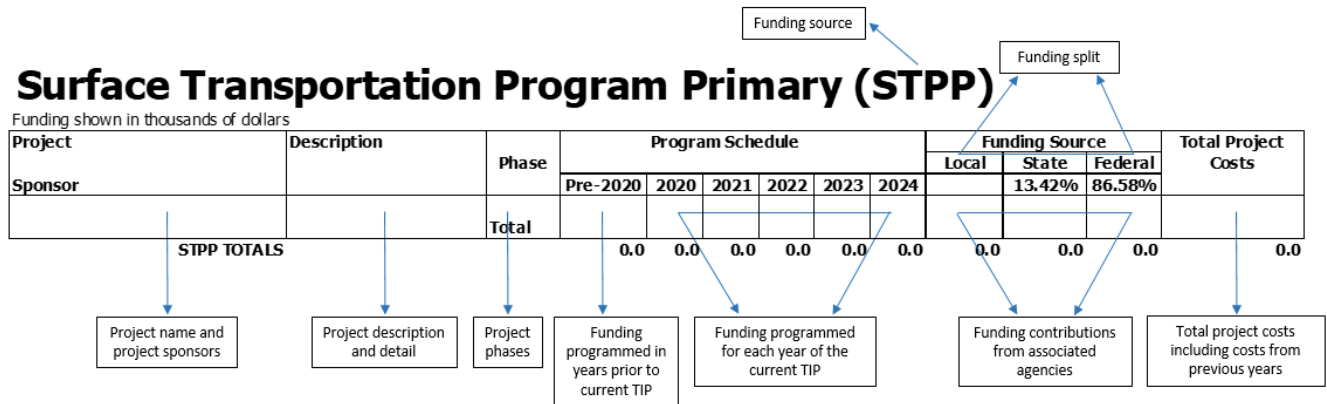 Funding source
Funding split
Surface Transportation Program Primary (STPP)
Funding shown in thousands of dollars
Project Description Program Schedule Funding Source Total Project
Phase Local State Federal Costs
Sponsor Pre-2020 2020 2021 2022 2023 2024 13.42% 86.58%
Total
STPP TOTALS 0.0 0.0 0.0 0.0 0.0 0.0 0.0 0.0 0.0 0.0
Project name and
project sponsors
Project description
and detail
Project
phases
Funding
programmed in
years prior to
current TIP
Funding programmed
for each year of the
current TIP
Funding contributions
from associated
agencies
Total project costs
including costs from
previous years